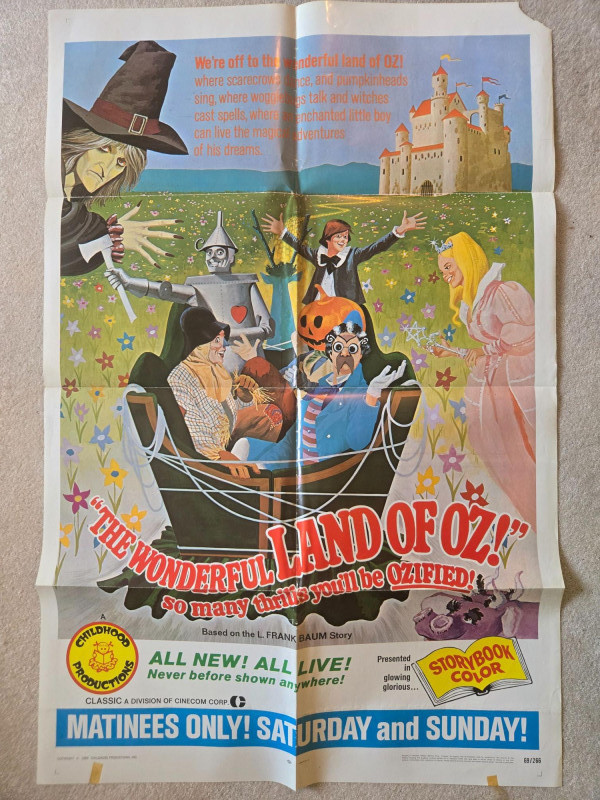 We're off to the wonderful land of OZ!
where scarecrows dance, and pumpkinheads
sing, where woggle bugs talk and witches
cast spells, where an enchanted little boy
can live the magic adventures
of his dreams.
"THE WONDERFUL LAND OF OZ!"
so many thrills you'll be OZIFIED!
Based on the L. FRANK BAUM Story
A
CHILDHOOD
PRODUCTIONS
ALL NEW! ALL LIVE!
Never before shown anywhere!
CLASSIC A DIVISION OF CINECOM CORP.
Presented
in
glowing
glorious...
STORYBOOK
COLOR
MATINEES ONLY! SATURDAY and SUNDAY!
69/266